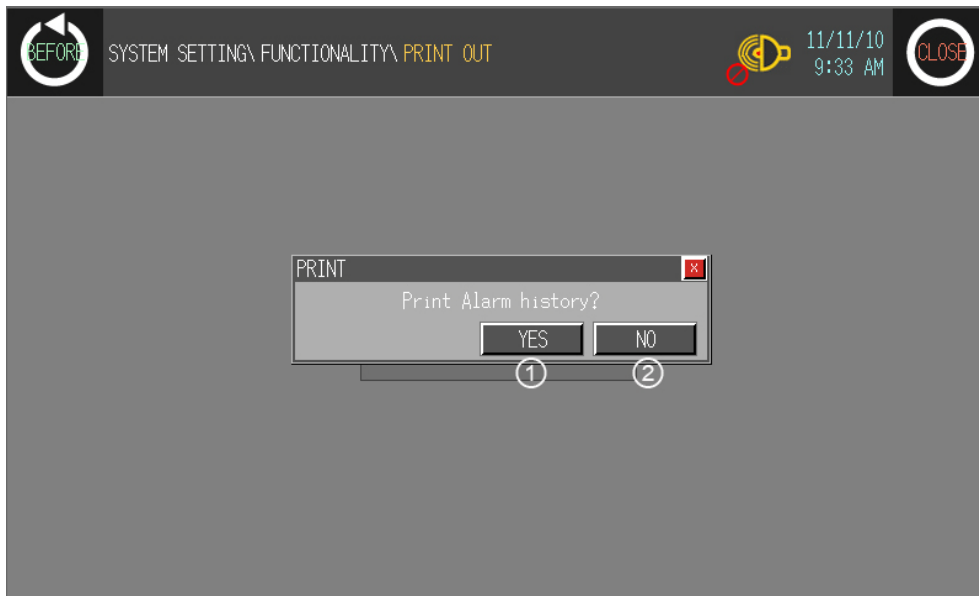 BEFORE
SYSTEM SETTING\ FUNCTIONALITY\ PRINT OUT
11/11/10
9:33 AM
CLOSE
PRINT
x
Print Alarm history?
YES
NO
①
②